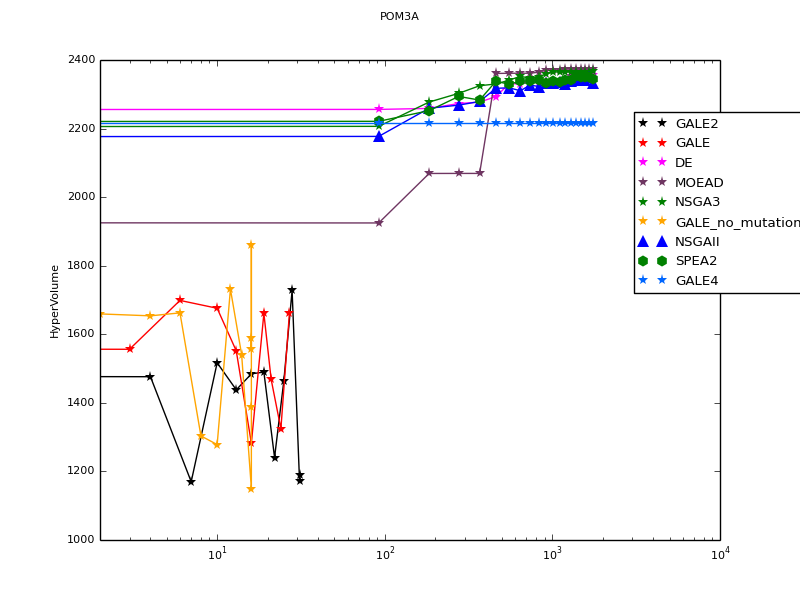 POM3A
2400
2200
2000
1800
1600
1400
1200
1000
HyperVolume
10^1
10^2
10^3
10^4
GALE2
GALE
DE
MOEAD
NSGA3
GALE_no_mutation
NSGAII
SPEA2
GALE4